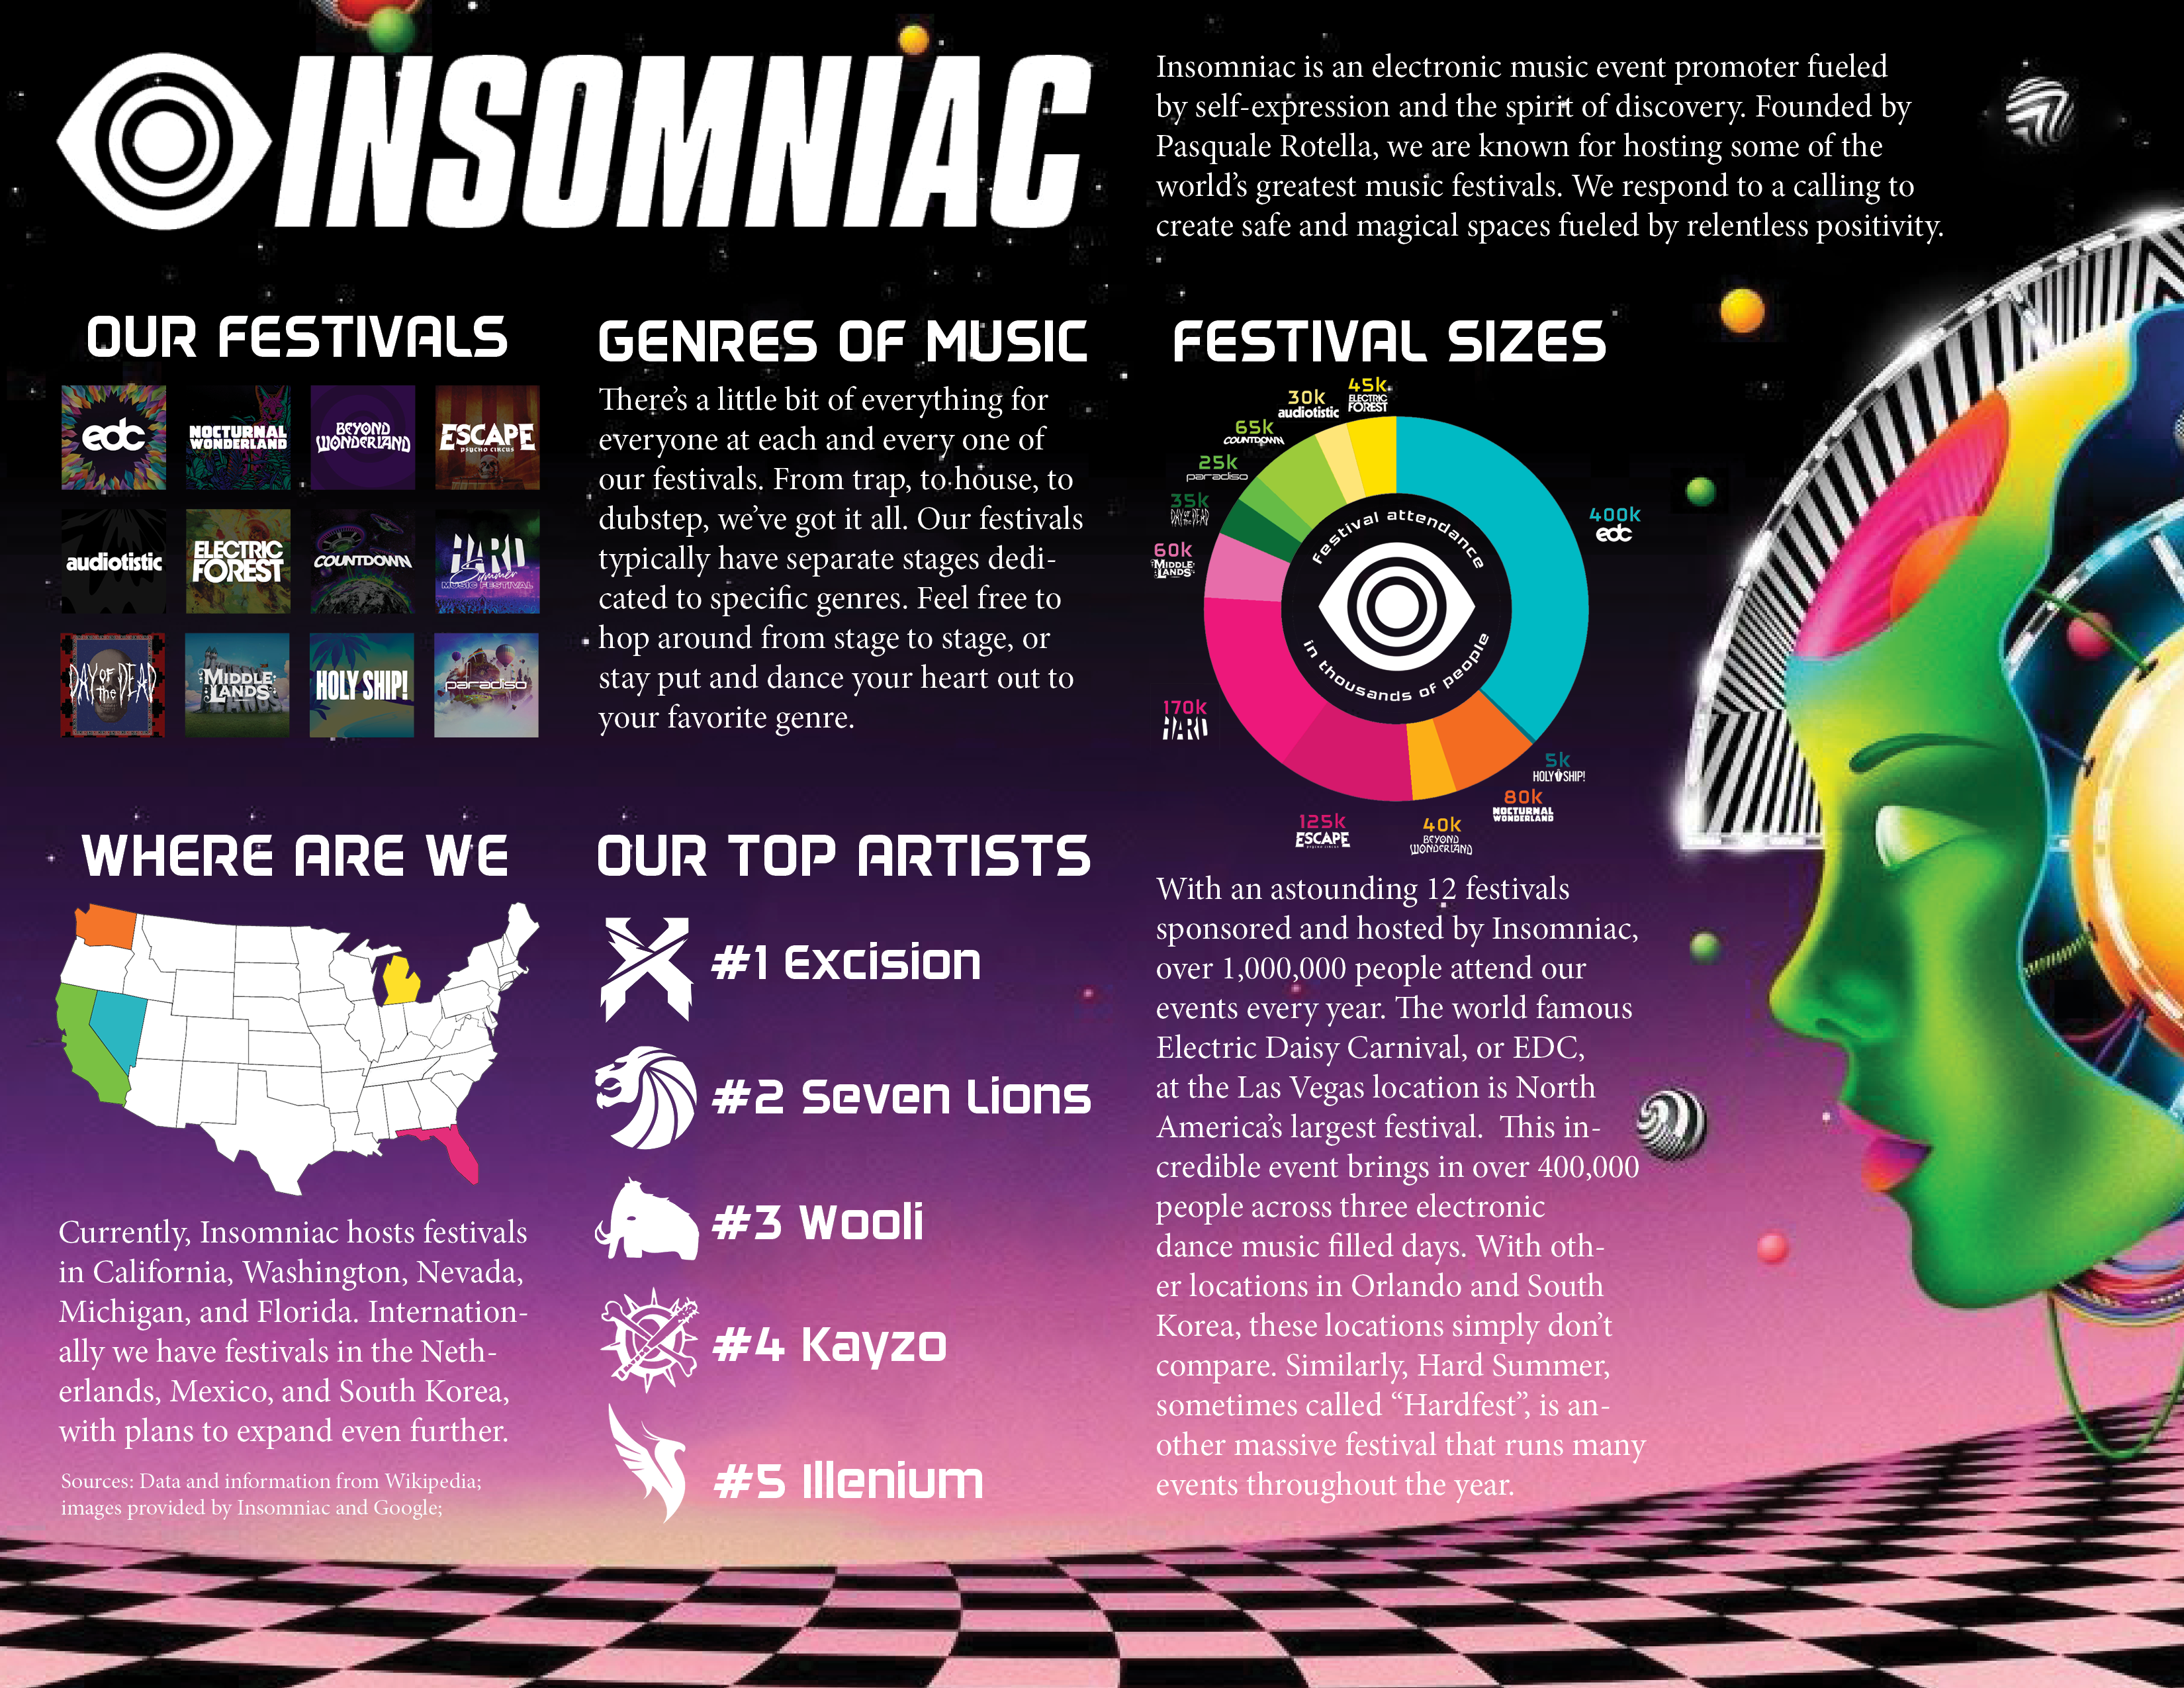 INSOMNIAC
Insomniac is an electronic music event promoter fueled
by self-expression and the spirit of discovery. Founded by
Pasquale Rotella, we are known for hosting some of the
world's greatest music festivals. We respond to a calling to
create safe and magical spaces fueled by relentless positivity.
OUR FESTIVALS
edc
NOCTURNAL
WONDERLAND
BEYOND
WONDERLAND
ESCAPE
PSYCHO CIRCUS
audiotistic
ELECTRIC
FOREST
COUNTDOWN
HARD
Summer
MUSIC FESTIVAL
DAY OF the DEAD
MIDDLE
LANDS
HOLY SHIP!
paradiso
GENRES OF MUSIC
There's a little bit of everything for
everyone at each and every one of
our festivals. From trap, to house, to
dubstep, we've got it all. Our festivals
typically have separate stages dedi-
cated to specific genres. Feel free to
hop around from stage to stage, or
stay put and dance your heart out to
your favorite genre.
FESTIVAL SIZES
45k
ELECTRIC
FOREST
30k
audiotistic
65k
COUNTDOWN
25k
paradiso
35k
DAY OF the DEAD
60k
MIDDLE
LANDS
170k
HARD
125k
ESCAPE
40k
BEYOND
WONDERLAND
80k
NOCTURNAL
WONDERLAND
5k
HOLY SHIP!
400k
edc
Festival attendance
in thousands of people
WHERE ARE WE
Currently, Insomniac hosts festivals
in California, Washington, Nevada,
Michigan, and Florida. Internation-
ally we have festivals in the Neth-
erlands, Mexico, and South Korea,
with plans to expand even further.
Sources: Data and information from Wikipedia;
images provided by Insomniac and Google;
OUR TOP ARTISTS
#1 Excision
#2 Seven Lions
#3 Wooli
#4 Kayzo
#5 Illenium
With an astounding 12 festivals
sponsored and hosted by Insomniac,
over 1,000,000 people attend our
events every year. The world famous
Electric Daisy Carnival, or EDC,
at the Las Vegas location is North
America's largest festival.  This in-
credible event brings in over 400,000
people across three electronic
dance music filled days. With oth-
er locations in Orlando and South
Korea, these locations simply don't
compare. Similarly, Hard Summer,
sometimes called "Hardfest", is an-
other massive festival that runs many
events throughout the year.